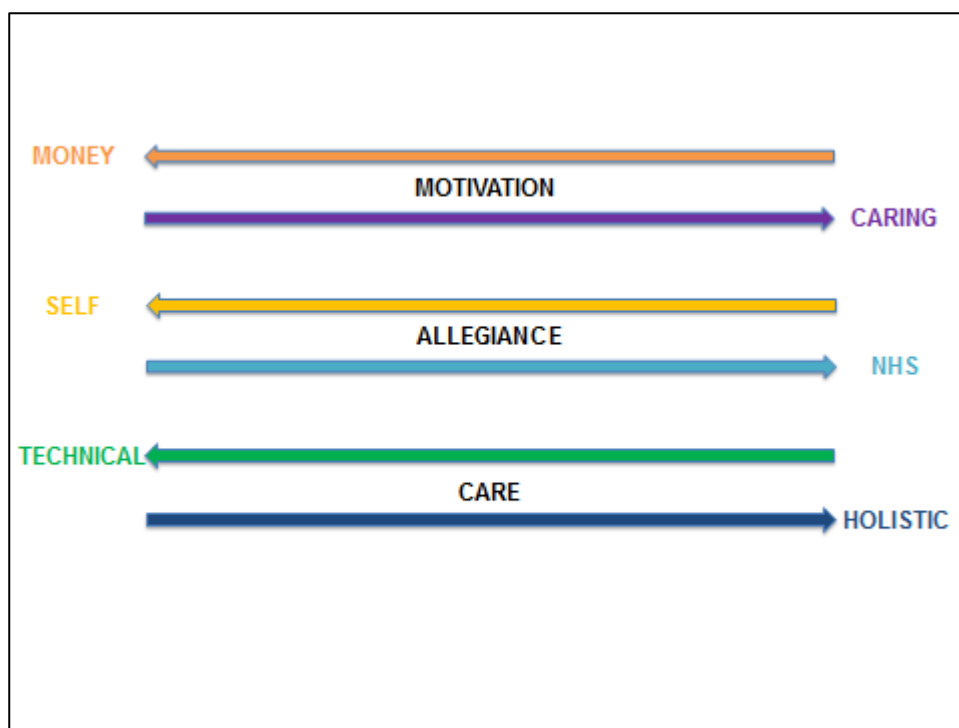 MONEY
MOTIVATION
CARING
SELF
ALLEGIANCE
NHS
TECHNICAL
CARE
HOLISTIC